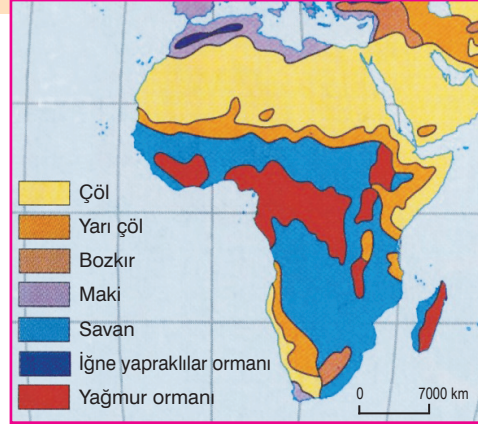 Çöl
Yarı çöl
Bozkır
Maki
Savan
İğne yapraklılar ormanı
Yağmur ormanı
0 7000 km